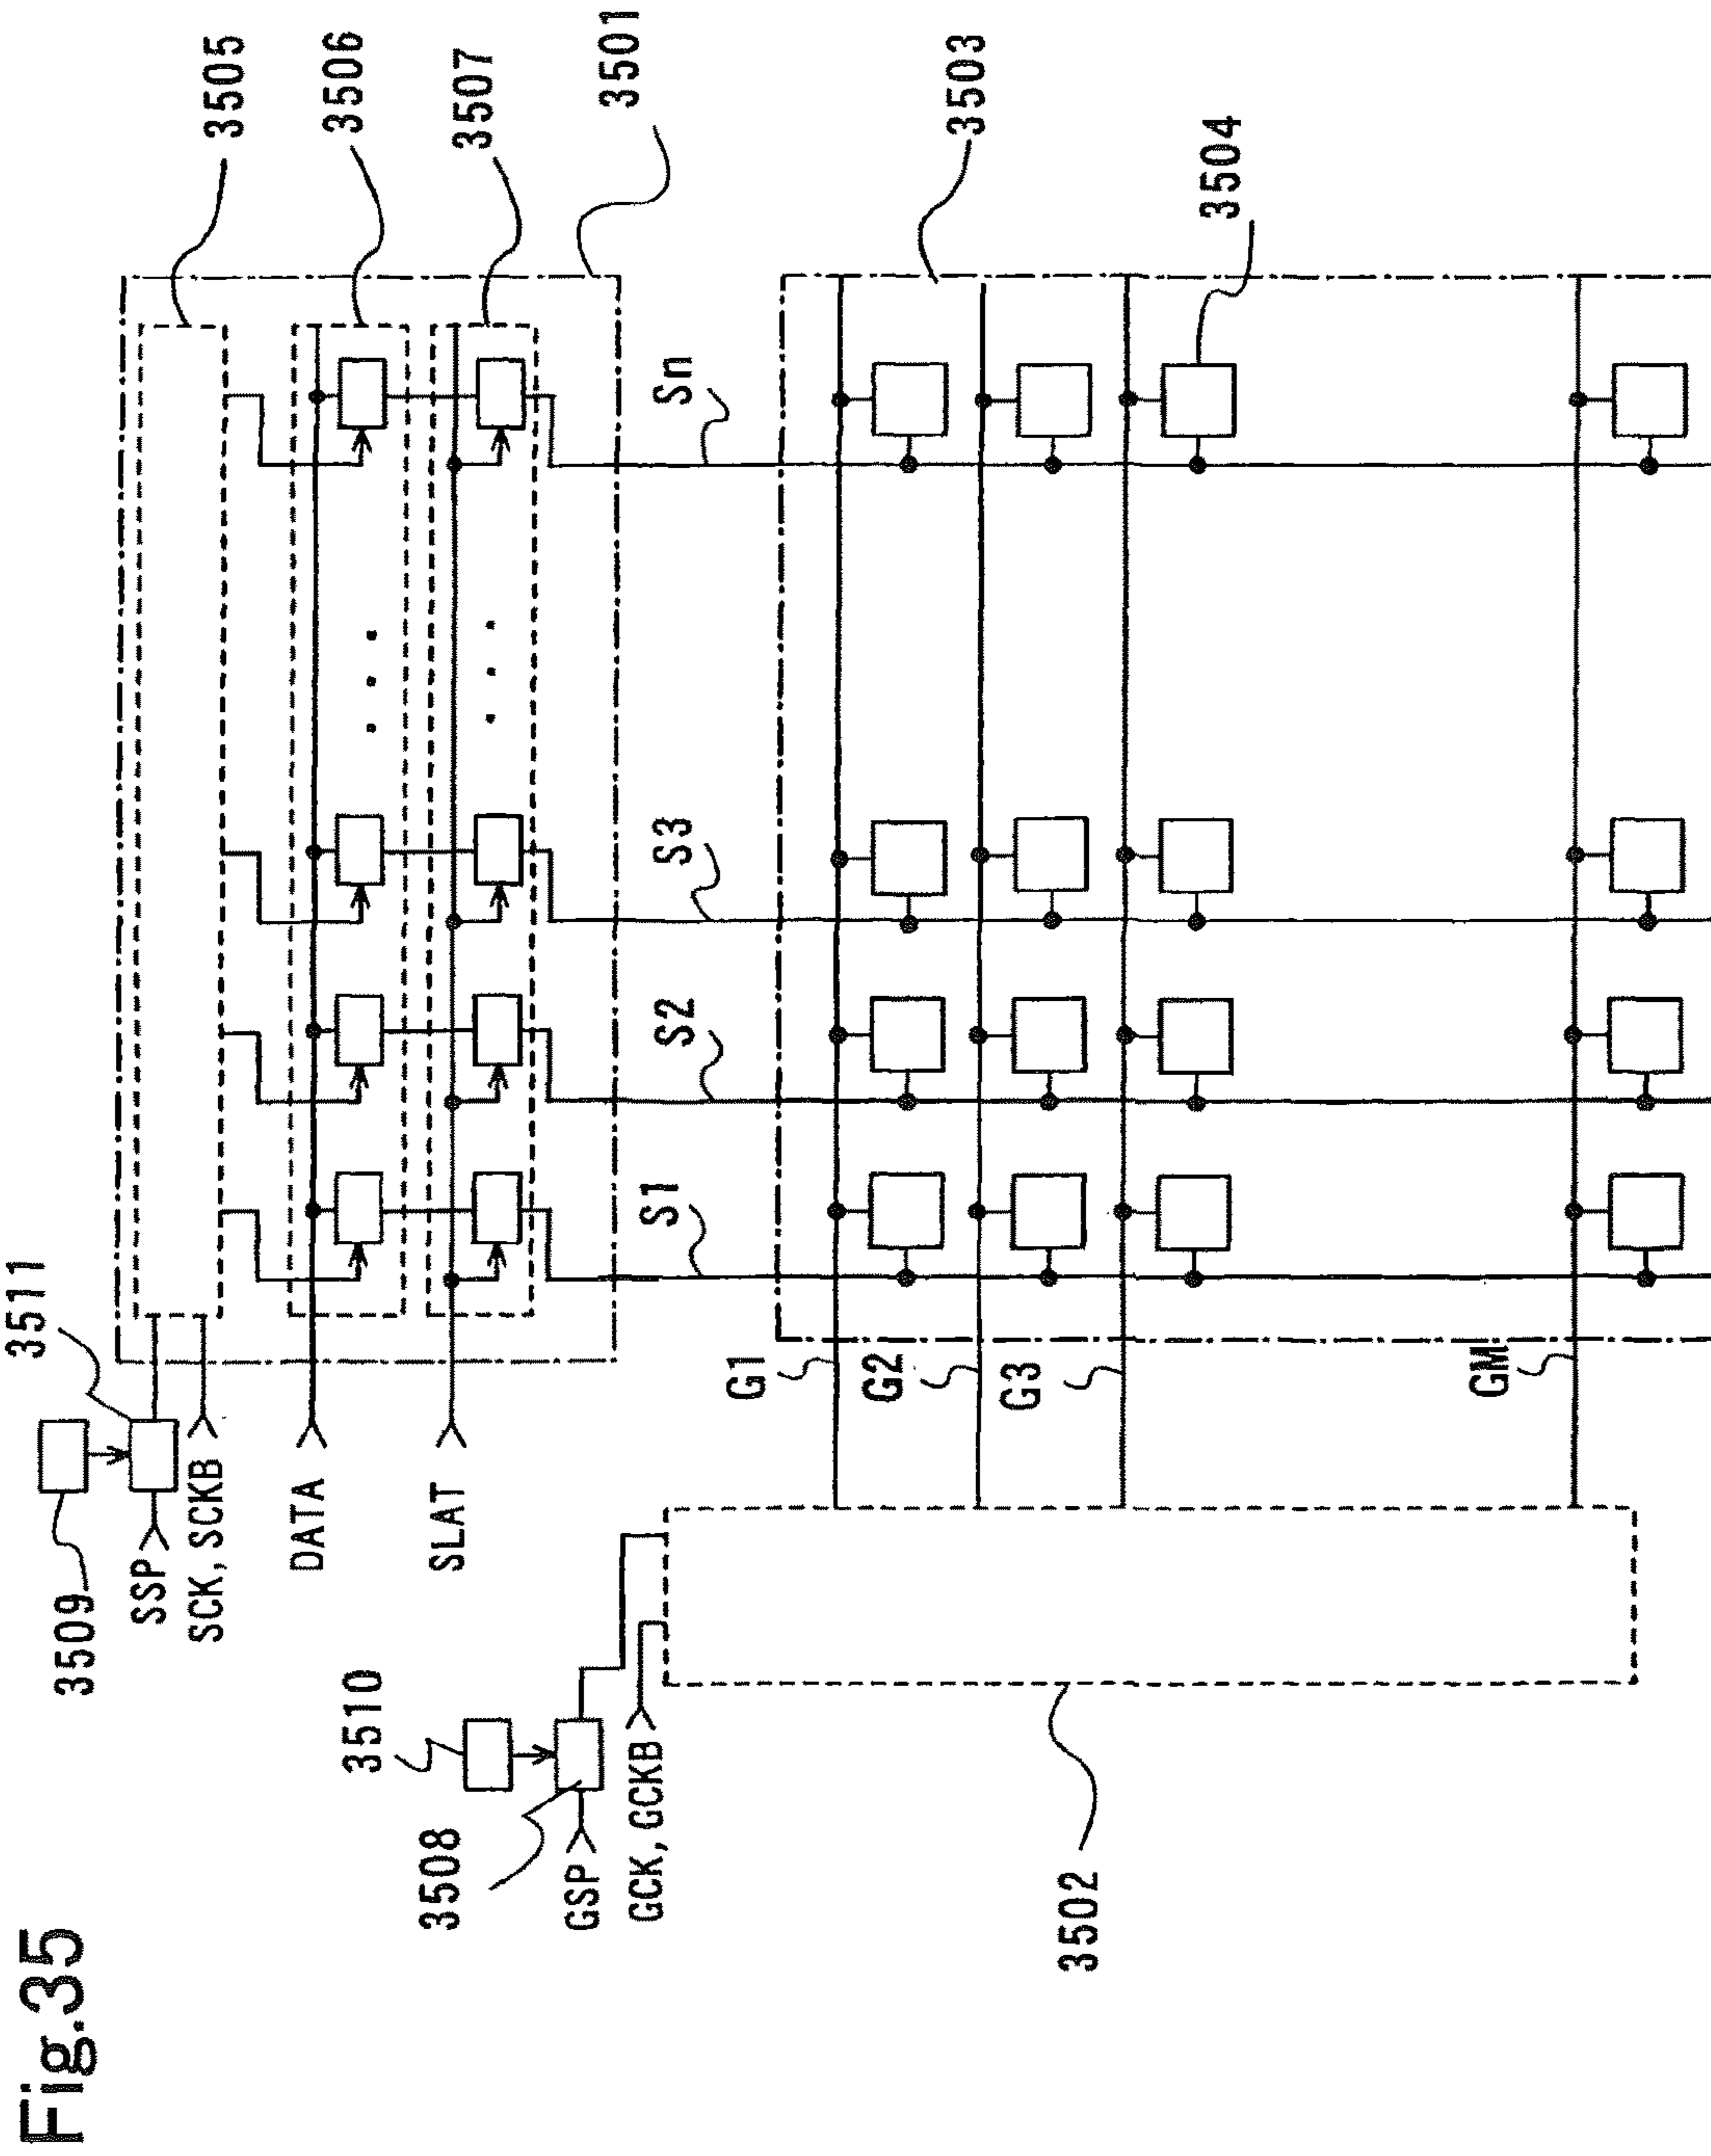 Fig.35
3511
3509
SSP
SCK, SCKB
DATA
SLAT
3505
3506
3507
3501
3510
3508
GSP
GCK, GCKB
3502
S1
S2
S3
Sn
G1
G2
G3
GM
3503
3504